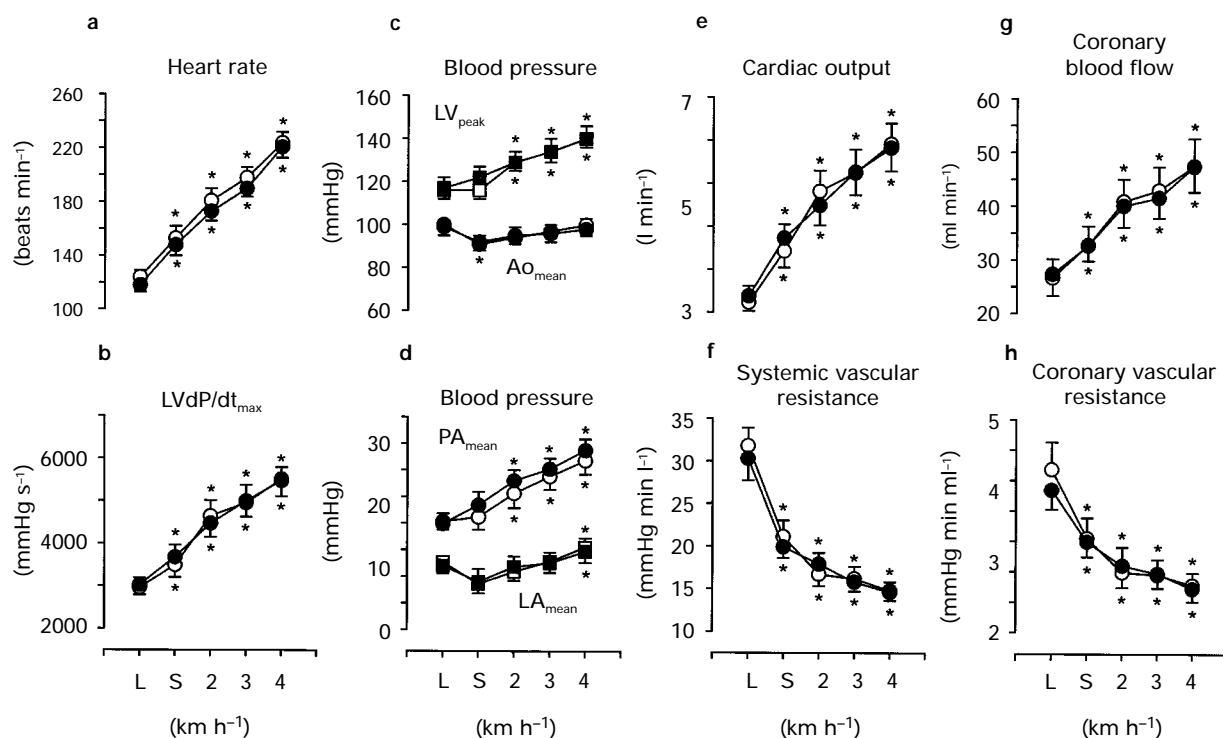 a
Heart rate
260
220
180
140
100
(beats min⁻¹)
*
*
*
*
*
*
*
*
b
LVdP/dtmax
6000
4000
2000
(mmHg s⁻¹)
*
*
*
*
*
*
*
*
L S 2 3 4
(km h⁻¹)
c
Blood pressure
160
140
120
100
80
60
(mmHg)
LVpeak
*
*
*
*
*
*
*
Aomean
d
Blood pressure
30
20
10
0
(mmHg)
PAmean
*
*
*
*
*
*
*
*
LAmean
L S 2 3 4
(km h⁻¹)
e
Cardiac output
7
5
3
(l min⁻¹)
*
*
*
*
*
*
*
*
f
Systemic vascular
resistance
35
30
25
20
15
10
(mmHg min l⁻¹)
*
*
*
*
*
*
*
*
L S 2 3 4
(km h⁻¹)
g
Coronary
blood flow
60
50
40
30
20
(ml min⁻¹)
*
*
*
*
*
*
*
*
h
Coronary vascular
resistance
5
4
2
2
(mmHg min ml⁻¹)
*
*
*
*
*
*
*
*
L S 2 3 4
(km h⁻¹)